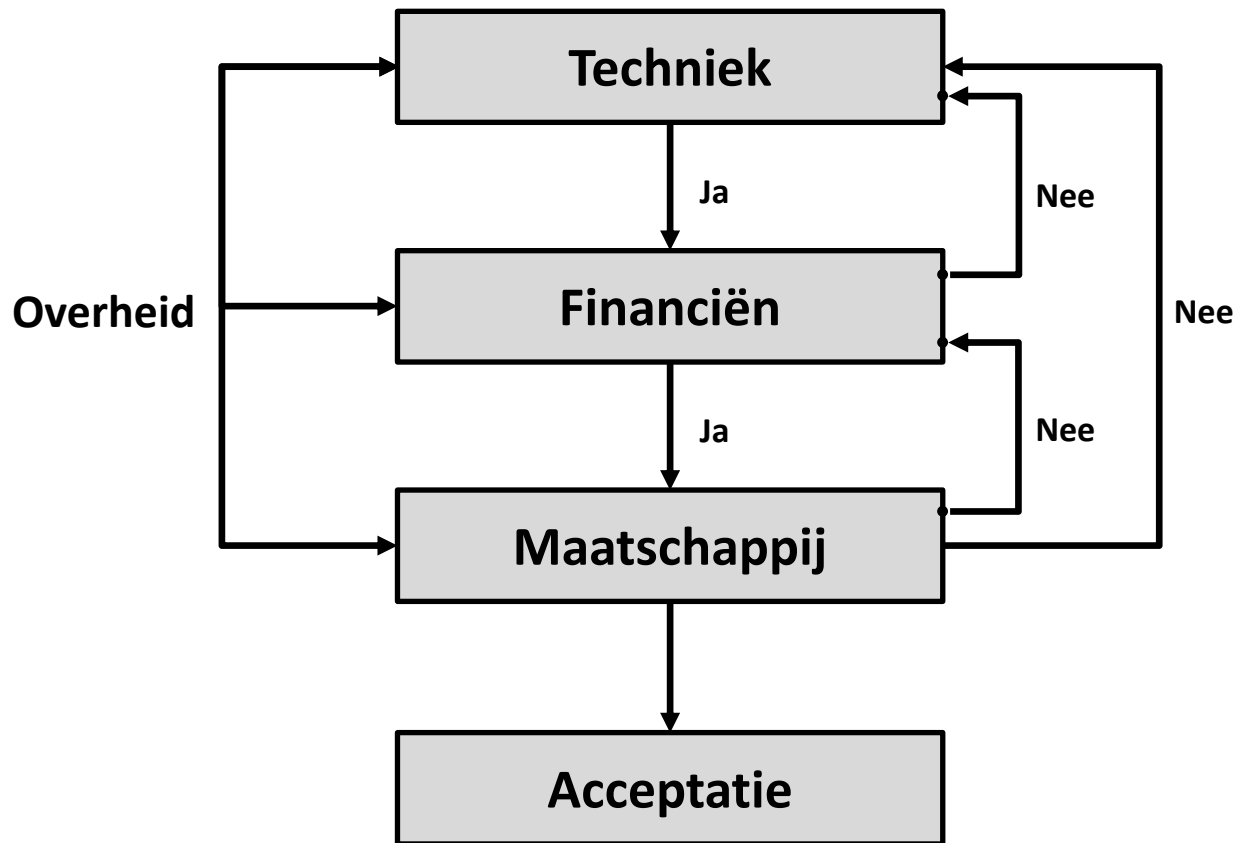 Techniek
Ja
Nee
Overheid
Financiën
Nee
Ja
Nee
Maatschappij
Acceptatie